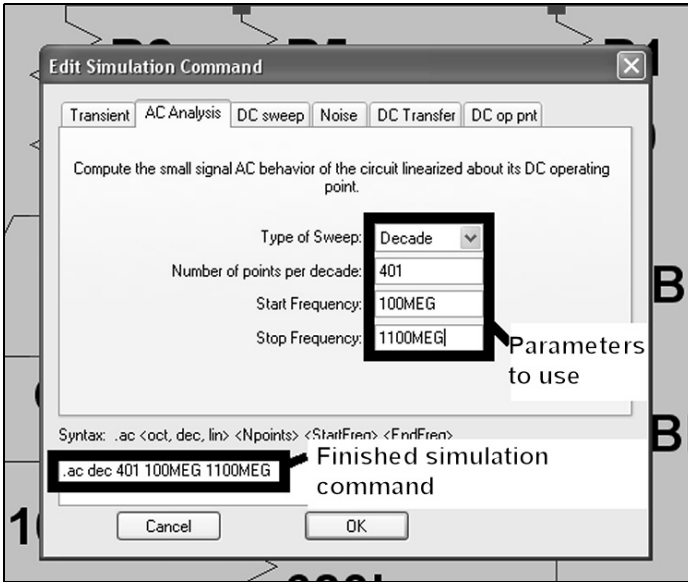 Edit Simulation Command
Transient AC Analysis DC sweep Noise DC Transfer DC op pnt
Compute the small signal AC behavior of the circuit linearized about its DC operating
point.
Type of Sweep: Decade
Number of points per decade: 401
Start Frequency: 100MEG
Stop Frequency: 1100MEG
Parameters
to use
Syntax: .ac <oct, dec, lin> <Npoints> <StartFreq> <EndFreq>
.ac dec 401 100MEG 1100MEG
Finished simulation
command
Cancel OK
B
B